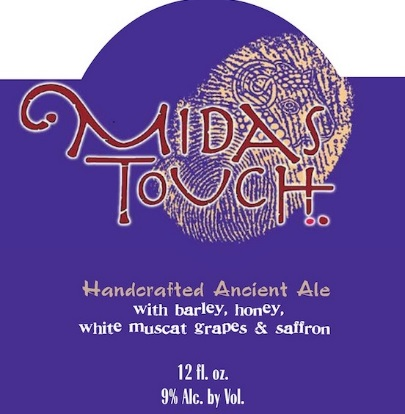 MIDAS
TOUCH
Handcrafted Ancient Ale
with barley, honey,
white muscat grapes & saffron
12 fl. oz.
9% Alc. by Vol.